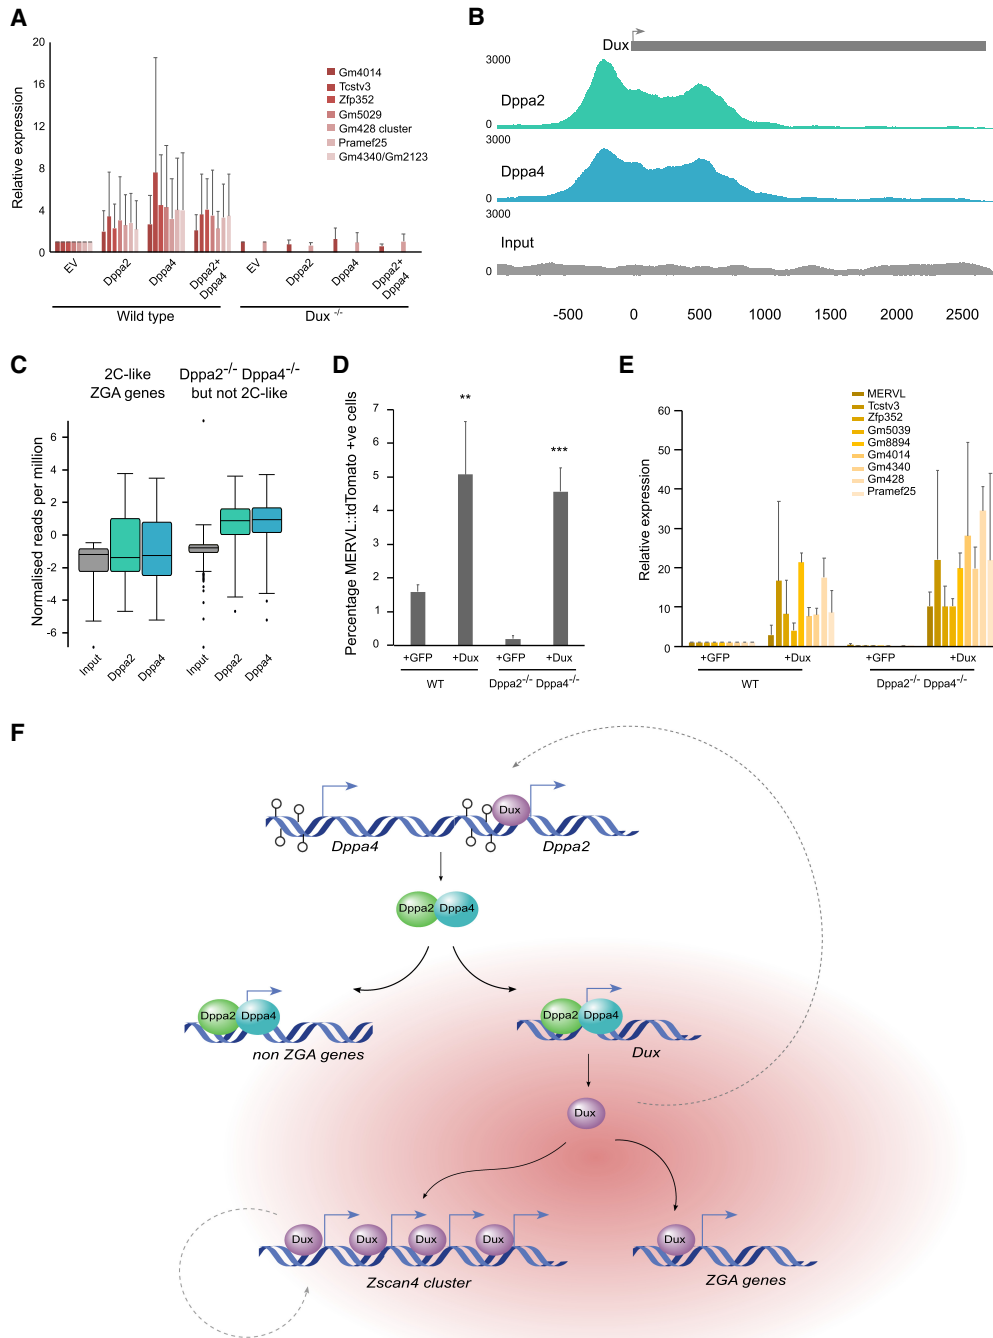 A
20
16
12
8
4
0
Relative expression
Gm4014
Tcstv3
Zfp352
Gm5029
Gm428 cluster
Pramef25
Gm4340/Gm2123
EV
Dppa2
Dppa4
Dppa2+
Dppa4
EV
Dppa2
Dppa4
Dppa2+
Dppa4
Wild type
Dux -/-
B
Dux
3000
Dppa2
0
3000
Dppa4
0
3000
Input
0
-500
0
500
1000
1500
2000
2500
C
2C-like
ZGA genes
Dppa2-/- Dppa4-/-
but not 2C-like
Normalised reads per million
6
4
2
0
-2
-4
-6
Input
Dppa2
Dppa4
Input
Dppa2
Dppa4
D
Percentage MERVL::tdTomato +ve cells
7
6
5
4
3
2
1
0
**
***
+GFP
+Dux
+GFP
+Dux
WT
Dppa2-/- Dppa4-/-
E
MERVL
Tcstv3
Zfp352
Gm5039
Gm8894
Gm4014
Gm4340
Gm428
Pramef25
Relative expression
60
50
40
30
20
10
0
+GFP
+Dux
+GFP
+Dux
WT
Dppa2-/- Dppa4-/-
F
Dux
Dppa4
Dppa2
Dppa2
Dppa4
Dppa2
Dppa4
non ZGA genes
Dppa2
Dppa4
Dux
Dux
Dux
Dux
Dux
Dux
Zscan4 cluster
Dux
ZGA genes